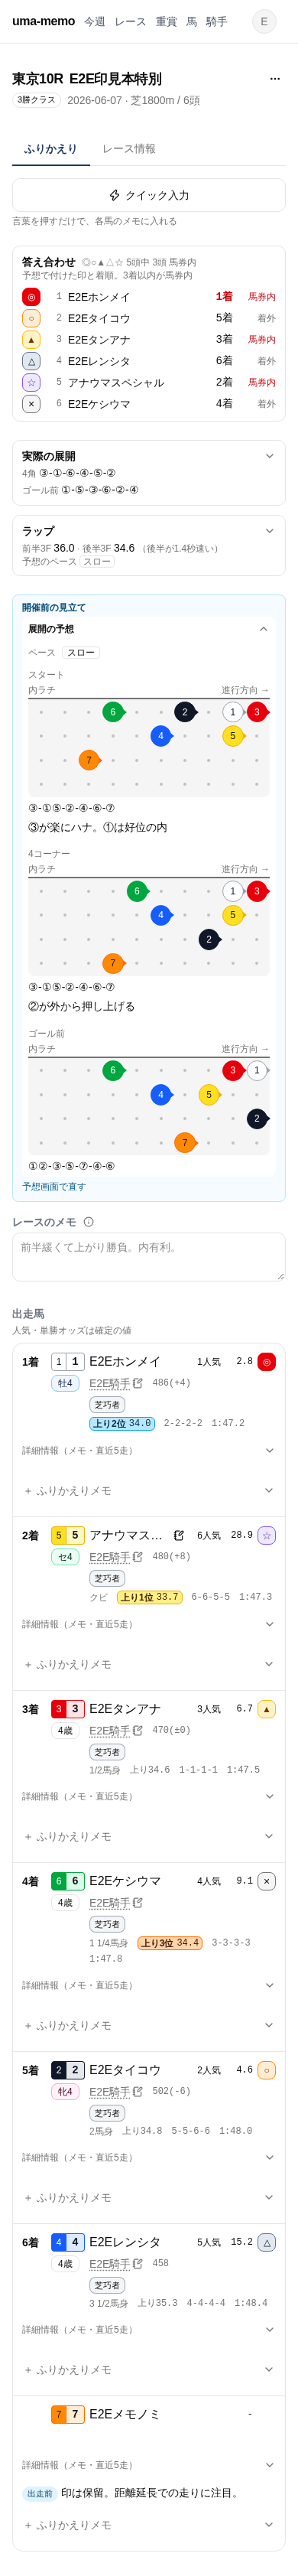 uma-memo 今週 レース 重賞 馬 騎手 E
東京10R E2E印見本特別 …
3勝クラス 2026-06-07・芝1800m / 6頭
ふりかえり レース情報
クイック入力
言葉を押すだけで、各馬のメモに入れる
答え合わせ ◎○▲△☆ 5頭中 3頭 馬券内
予想で付けた印と着順。3着以内が馬券内
◎ 1 E2Eホンメイ 1着 馬券内
○ 2 E2Eタイコウ 5着 着外
▲ 3 E2Eタンアナ 3着 馬券内
△ 4 E2Eレンシタ 6着 着外
☆ 5 アナウマスペシャル 2着 馬券内
× 6 E2Eケシウマ 4着 着外
実際の展開
4角 ③-①-⑥-④-⑤-②
ゴール前 ①-⑤-③-⑥-②-④
ラップ
前半3F 36.0・後半3F 34.6 （後半が1.4秒速い）
予想のペース スロー
開催前の見立て
展開の予想
ペース スロー
スタート
内ラチ 進行方向 →
6 2 1 3
4 5
7
③-①⑤-②-④-⑥-⑦
③が楽にハナ。①は好位の内
4コーナー
内ラチ 進行方向 →
6 1 3
4 5
2
7
③-①⑤-②-④-⑥-⑦
②が外から押し上げる
ゴール前
内ラチ 進行方向 →
6 3 1
4 5
2
7
①②-③-⑤-⑦-④-⑥
予想画面で直す
レースのメモ
前半緩くて上がり勝負。内有利。
出走馬
人気・単勝オッズは確定の値
1着 1 1 E2Eホンメイ 1人気 2.8 ◎
牡4 E2E騎手 486(+4)
芝巧者
上り2位 34.0 2-2-2-2 1:47.2
詳細情報（メモ・直近5走）
＋ ふりかえりメモ
2着 5 5 アナウマス… 6人気 28.9 ☆
セ4 E2E騎手 480(+8)
芝巧者
クビ 上り1位 33.7 6-6-5-5 1:47.3
詳細情報（メモ・直近5走）
＋ ふりかえりメモ
3着 3 3 E2Eタンアナ 3人気 6.7 ▲
4歳 E2E騎手 470(±0)
芝巧者
1/2馬身 上り34.6 1-1-1-1 1:47.5
詳細情報（メモ・直近5走）
＋ ふりかえりメモ
4着 6 6 E2Eケシウマ 4人気 9.1 ×
4歳 E2E騎手
芝巧者
1 1/4馬身 上り3位 34.4 3-3-3-3
1:47.8
詳細情報（メモ・直近5走）
＋ ふりかえりメモ
5着 2 2 E2Eタイコウ 2人気 4.6 ○
牝4 E2E騎手 502(-6)
芝巧者
2馬身 上り34.8 5-5-6-6 1:48.0
詳細情報（メモ・直近5走）
＋ ふりかえりメモ
6着 4 4 E2Eレンシタ 5人気 15.2 △
4歳 E2E騎手 458
芝巧者
3 1/2馬身 上り35.3 4-4-4-4 1:48.4
詳細情報（メモ・直近5走）
＋ ふりかえりメモ
7 7 E2Eメモノミ -
詳細情報（メモ・直近5走）
出走前 印は保留。距離延長での走りに注目。
＋ ふりかえりメモ